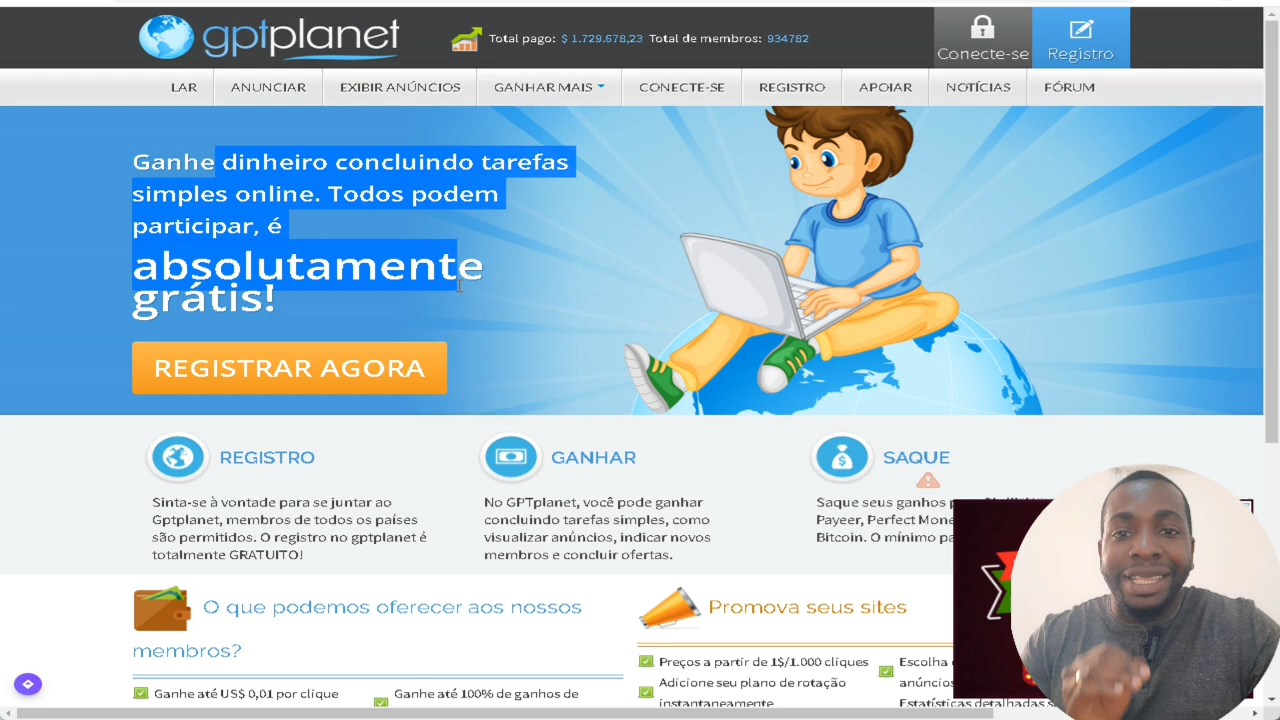 gptplanet
Total pago: $ 1.729.678,23 Total de membros: 934782
Conecte-se
Registro
LAR
ANUNCIAR
EXIBIR ANÚNCIOS
GANHAR MAIS
CONECTE-SE
REGISTRO
APOIAR
NOTÍCIAS
FÓRUM
Ganhe dinheiro concluindo tarefas
simples online. Todos podem
participar, é
absolutamente
grátis!
REGISTRAR AGORA
REGISTRO
Sinta-se à vontade para se juntar ao
Gptplanet, membros de todos os países
são permitidos. O registro no gptplanet é
totalmente GRATUITO!
GANHAR
No GPTplanet, você pode ganhar
concluindo tarefas simples, como
visualizar anúncios, indicar novos
membros e concluir ofertas.
SAQUE
Saque seus ganhos
Payeer, Perfect
Bitcoin. O mínimo
O que podemos oferecer aos nossos
membros?
Ganhe até US$ 0,01 por clique
Ganhe até 100% de ganhos de
Promova seus sites
Preços a partir de 1$/1.000 cliques
Adicione seu plano de rotação
instantaneamente
Escolha
anúncios
Estatísticas detalhadas